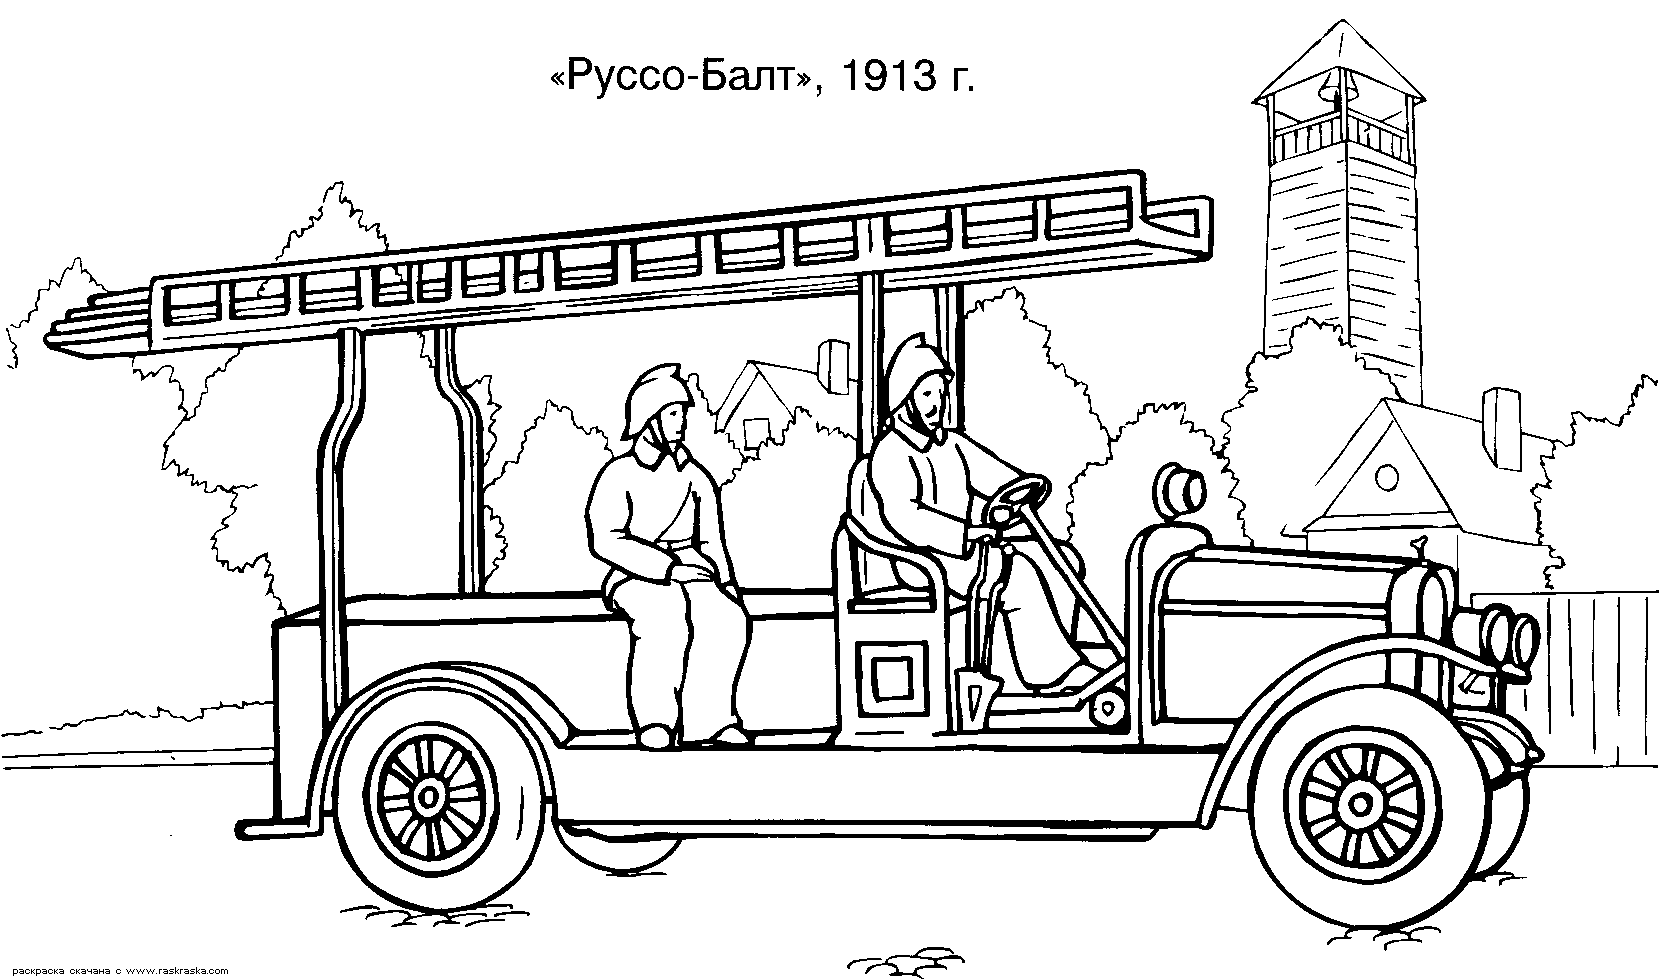 «Руссо-Балт», 1913 г.
раскраска скачана с www.raskraska.com